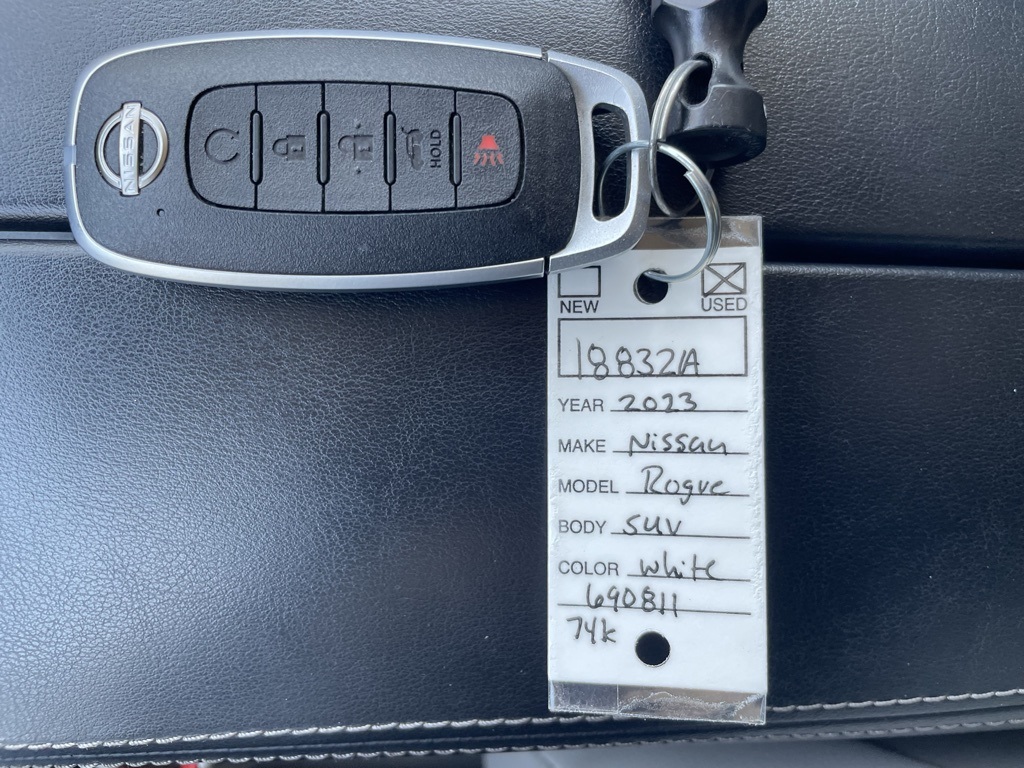 NISSAN
HOLD
NEW USED
18832A
YEAR 2023
MAKE Nissan
MODEL Rogue
BODY SUV
COLOR White
690811
74k